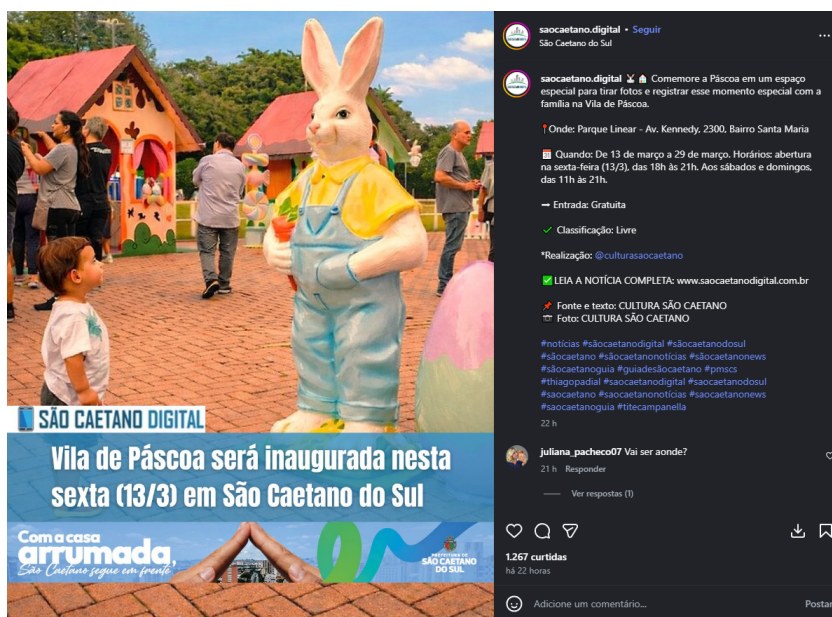 SÃO CAETANO DIGITAL
Vila de Páscoa será inaugurada nesta
sexta (13/3) em São Caetano do Sul
Com a casa
arrumada,
São Caetano segue em frente,
PREFEITURA DE
SÃO CAETANO
DO SUL
saocaetano.digital • Seguir
São Caetano do Sul
saocaetano.digital Comemore a Páscoa em um espaço
especial para tirar fotos e registrar esse momento especial com a
família na Vila de Páscoa.
Onde: Parque Linear - Av. Kennedy, 2300, Bairro Santa Maria
Quando: De 13 de março a 29 de março. Horários: abertura
na sexta-feira (13/3), das 18h às 21h. Aos sábados e domingos,
das 11h às 21h.
Entrada: Gratuita
Classificação: Livre
*Realização: @culturasaocaetano
LEIA A NOTÍCIA COMPLETA: www.saocaetanodigital.com.br
Fonte e texto: CULTURA SÃO CAETANO
Foto: CULTURA SÃO CAETANO
#notícias #sãocaetanodigital #sãocaetanodosul
#sãocaetano #sãocaetanonotícias #sãocaetanonews
#sãocaetanoguia #guiadesãocaetano #pmscs
#thiagopadial #saocaetanodigital #saocaetanodosul
#saocaetano #saocaetanonotícias #saocaetanonews
#saocaetanoguia #titecampanella
22 h
juliana_pacheco07 Vai ser aonde?
21 h Responder
Ver respostas (1)
1.267 curtidas
há 22 horas
Adicione um comentário...
Postar